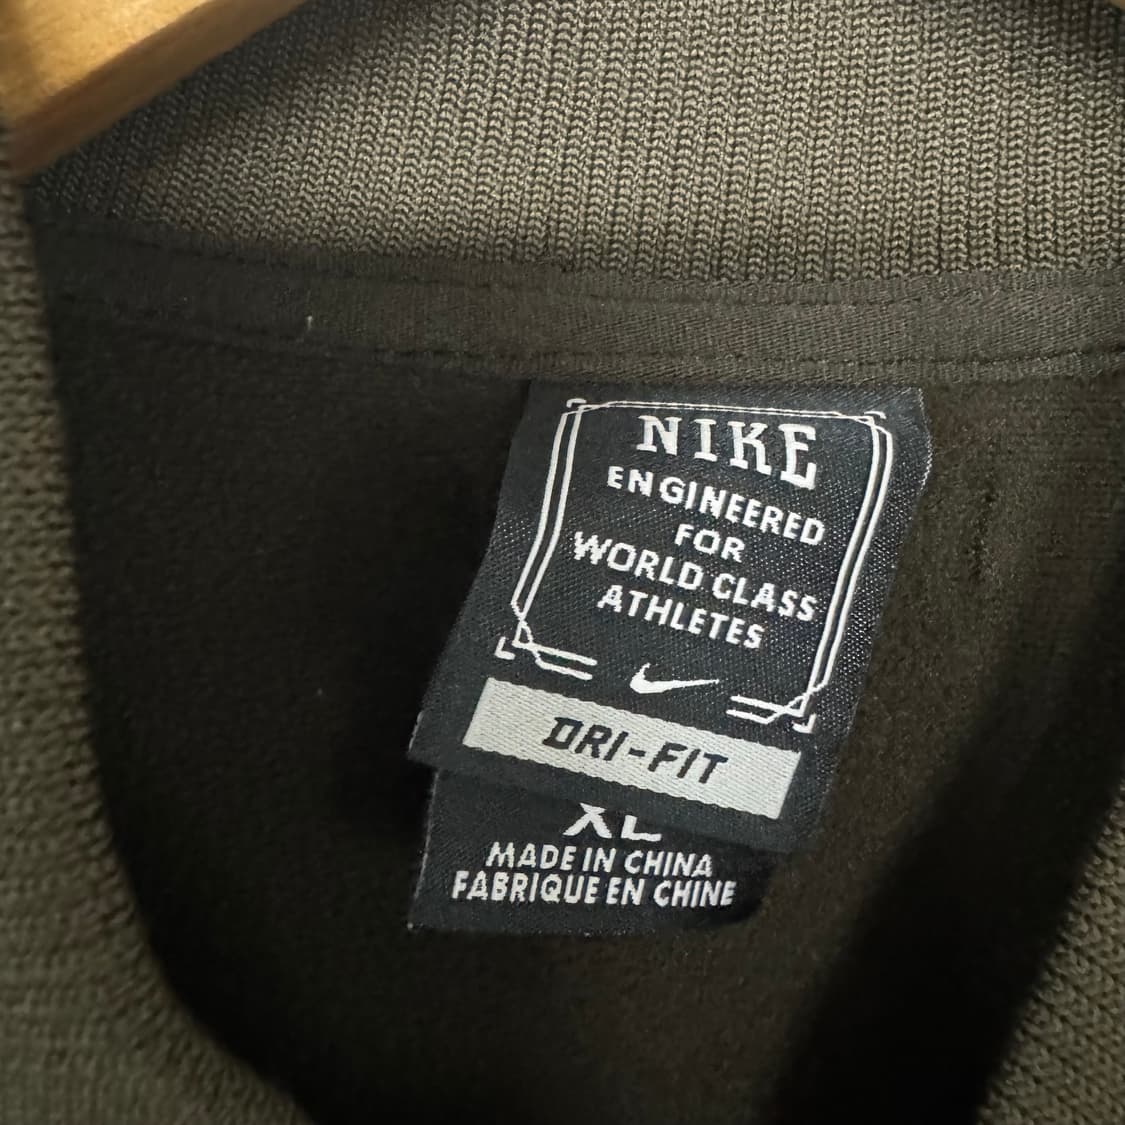 NIKE
ENGINEERED
FOR
WORLD CLASS
ATHLETES
DRI-FIT
XL
MADE IN CHINA
FABRIQUE EN CHINE